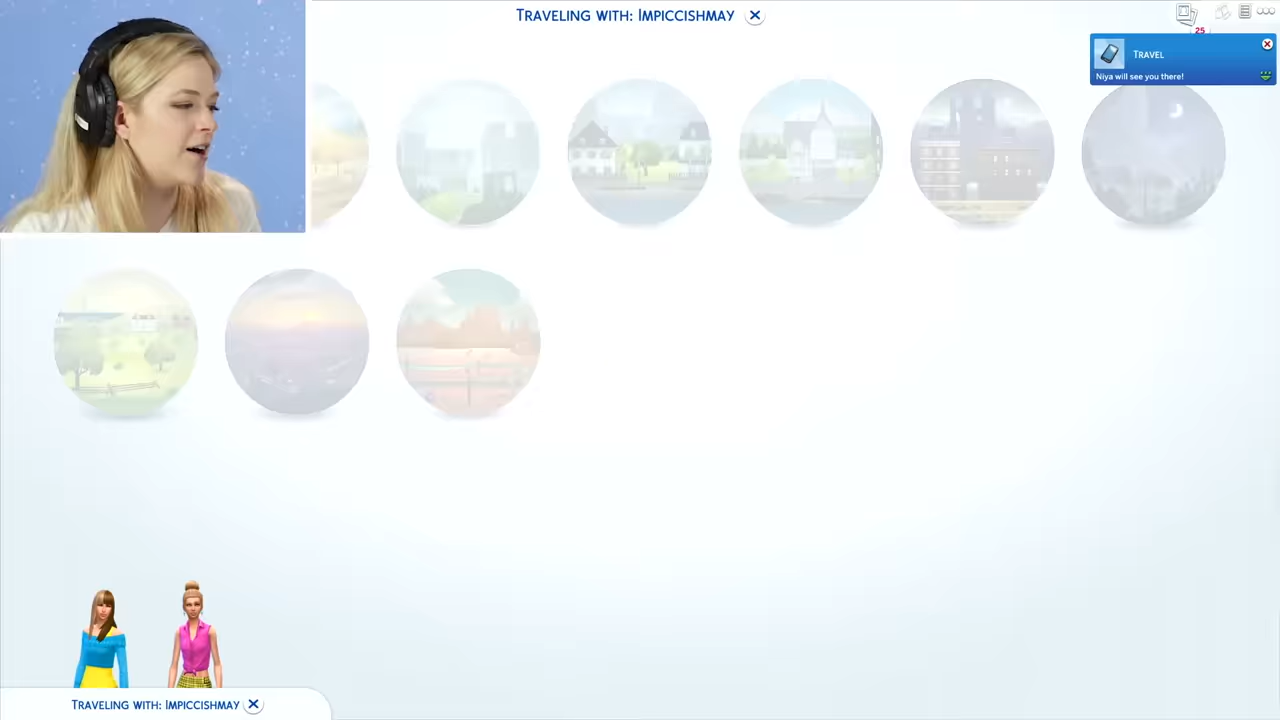 TRAVELING WITH: IMPICCISHMAY
25
TRAVEL
Niya will see you there!
TRAVELING WITH: IMPICCISHMAY